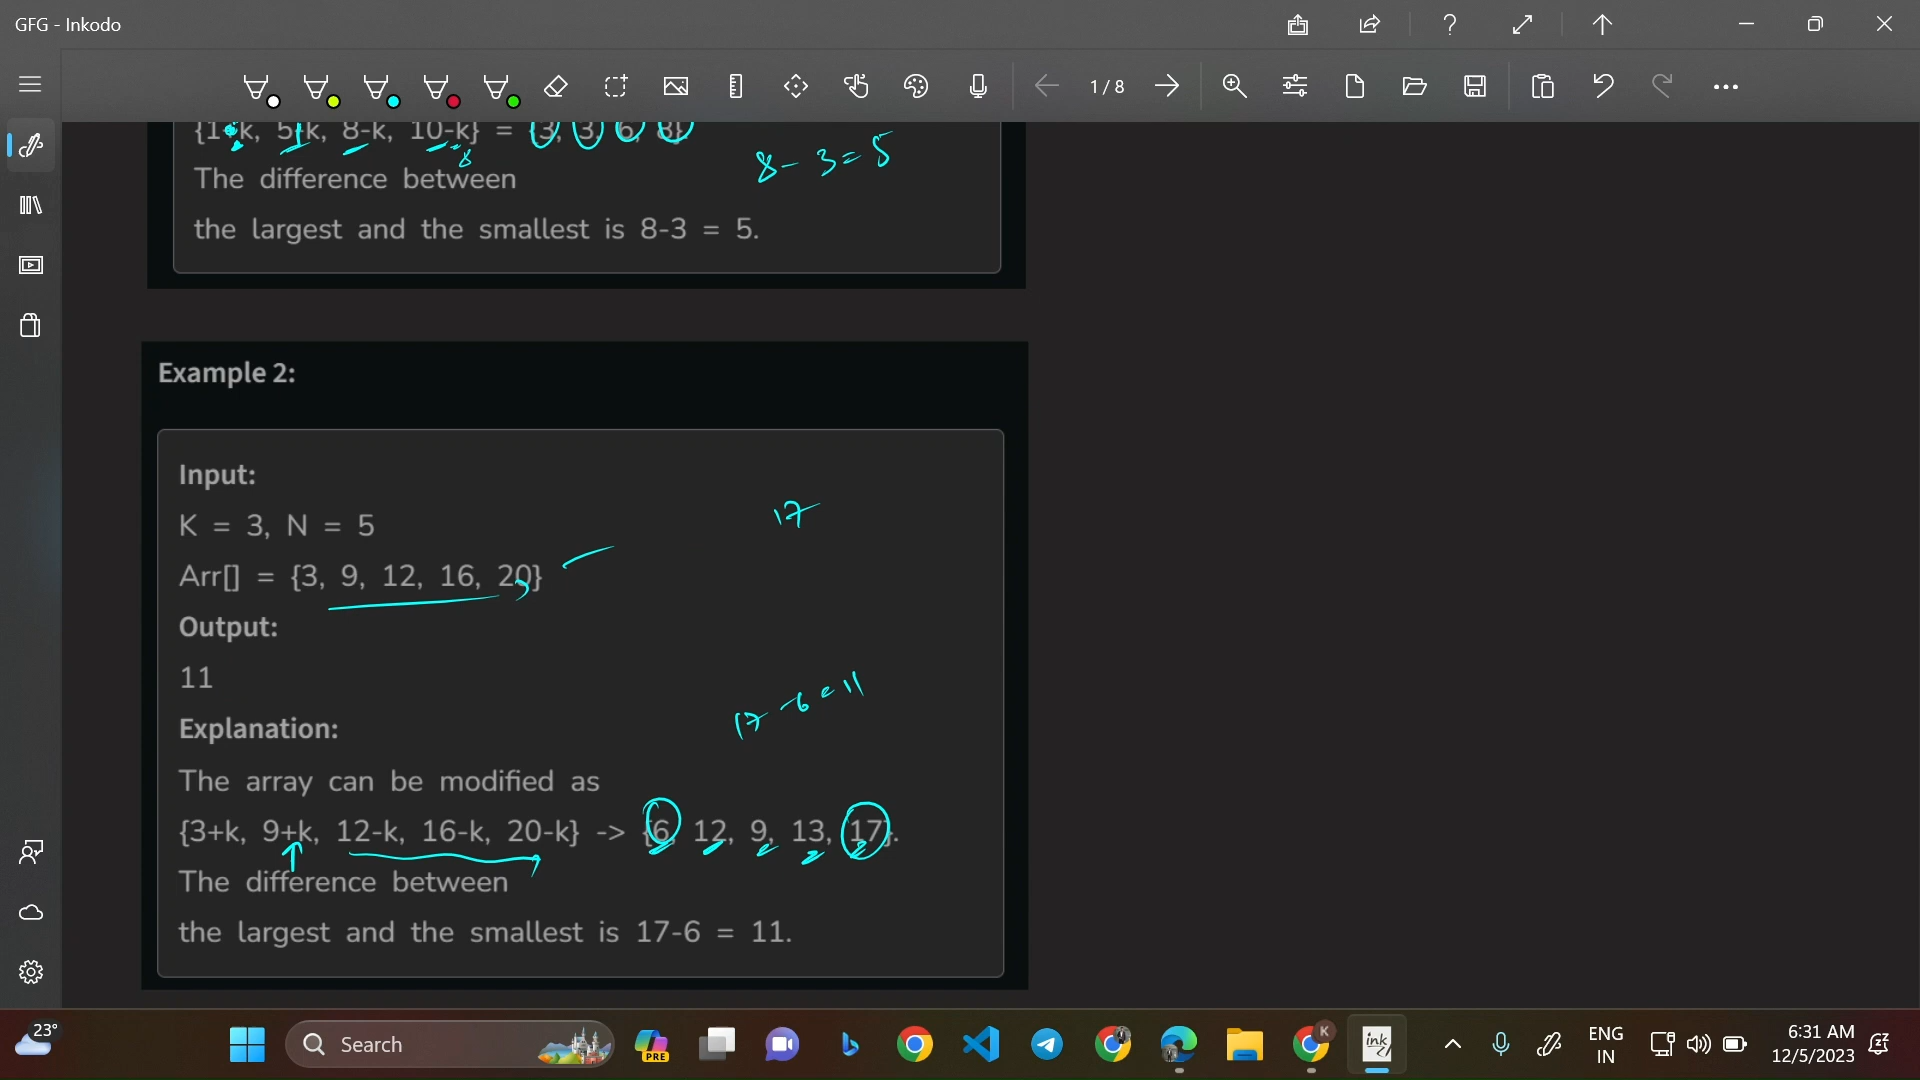 GFG - Inkodo
1 / 8
{1+k, 5+k, 8-k, 10-k} = {3, 3, 6, 8}.
8
8 - 3 = 5
The difference between
the largest and the smallest is 8-3 = 5.
Example 2:
Input:
17
K = 3, N = 5
Arr[] = {3, 9, 12, 16, 20}
Output:
11
17 - 6 = 11
Explanation:
The array can be modified as
{3+k, 9+k, 12-k, 16-k, 20-k} -> {6, 12, 9, 13, 17}.
The difference between
the largest and the smallest is 17-6 = 11.
23°
Search
PRE
K
ink
ENG
IN
6:31 AM
12/5/2023